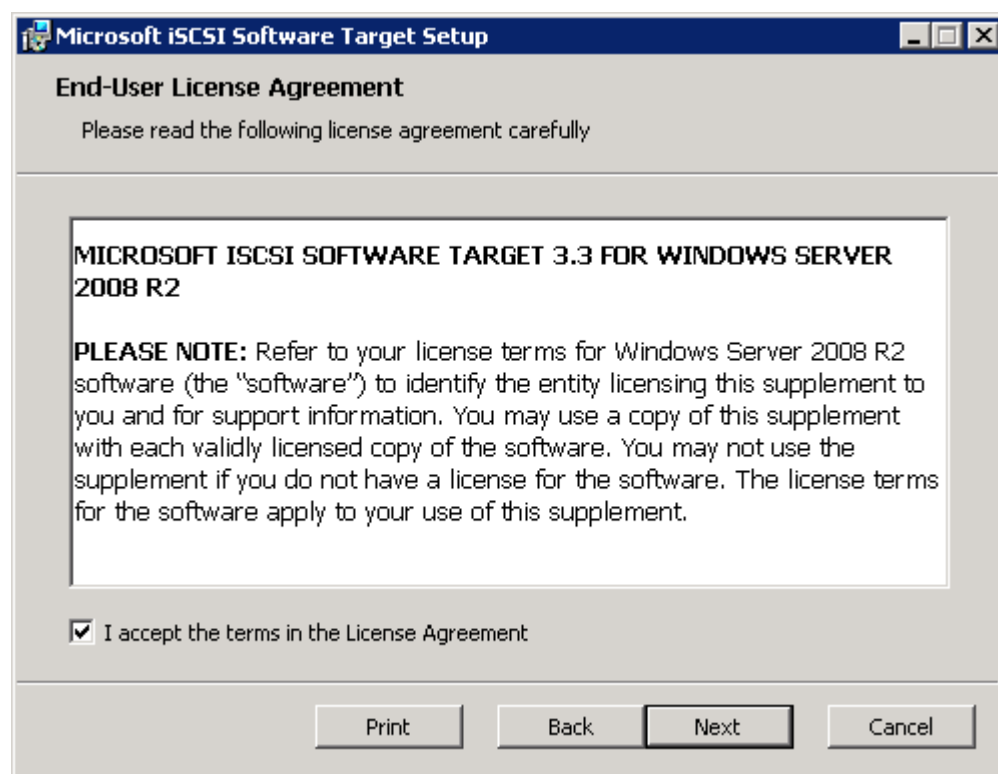 Microsoft iSCSI Software Target Setup
End-User License Agreement
Please read the following license agreement carefully
MICROSOFT ISCSI SOFTWARE TARGET 3.3 FOR WINDOWS SERVER
2008 R2
PLEASE NOTE: Refer to your license terms for Windows Server 2008 R2
software (the "software") to identify the entity licensing this supplement to
you and for support information. You may use a copy of this supplement
with each validly licensed copy of the software. You may not use the
supplement if you do not have a license for the software. The license terms
for the software apply to your use of this supplement.
I accept the terms in the License Agreement
Print Back Next Cancel